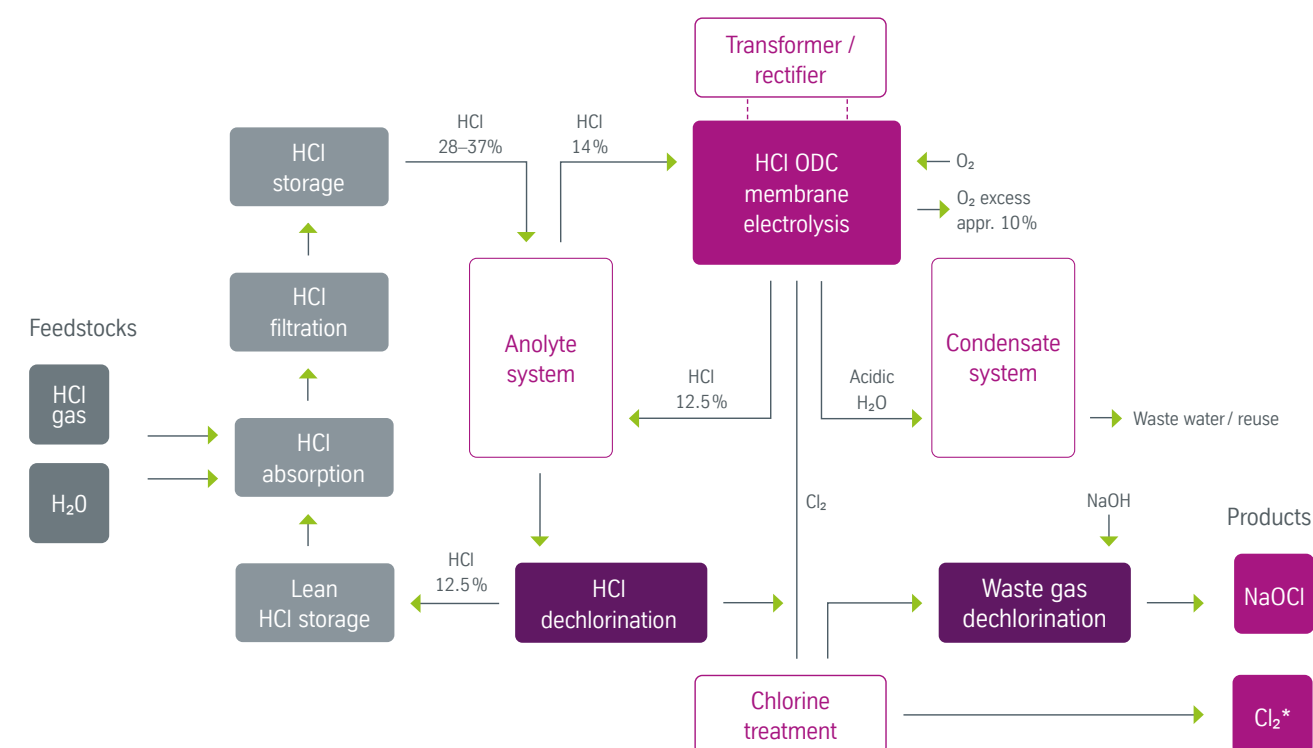 Transformer /
rectifier
HCl
28–37%
HCl
14%
HCl
storage
HCl ODC
membrane
electrolysis
O₂
O₂ excess
appr. 10%
Feedstocks
HCl
filtration
Anolyte
system
Condensate
system
HCl
gas
HCl
12.5%
Acidic
H₂O
Waste water / reuse
HCl
absorption
H₂O
Cl₂
NaOH
Products
HCl
12.5%
Lean
HCl storage
HCl
dechlorination
Waste gas
dechlorination
NaOCl
Chlorine
treatment
Cl₂*